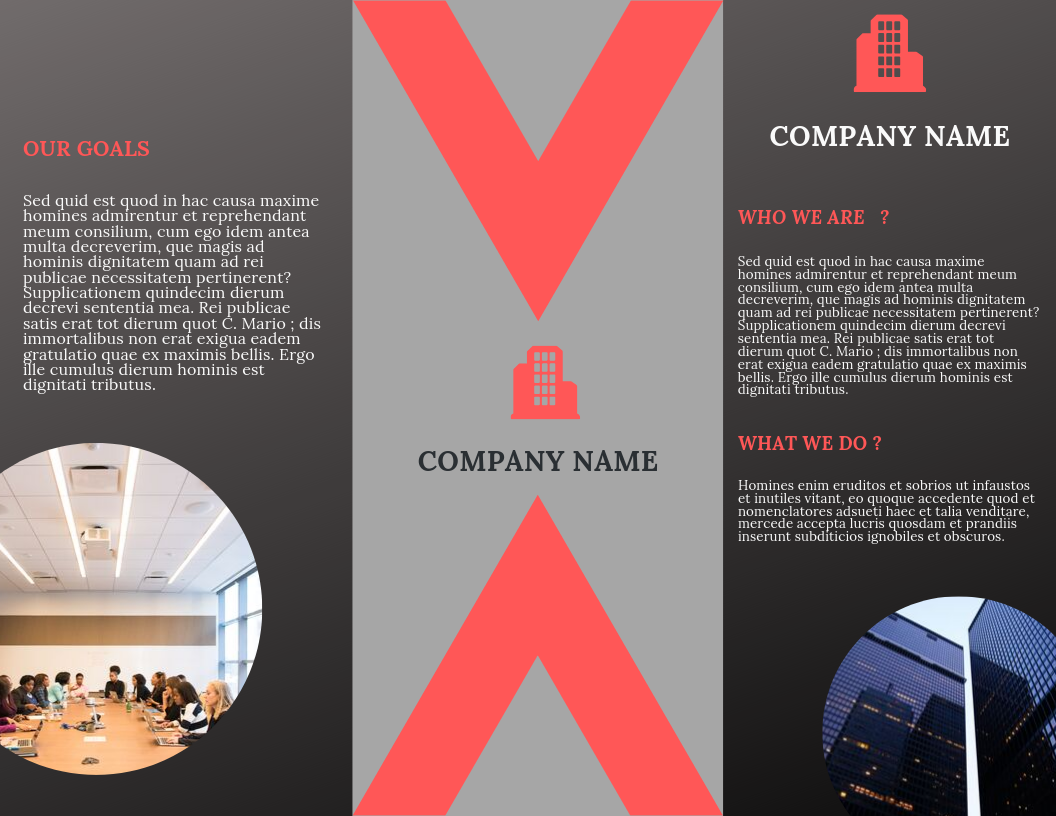 OUR GOALS
Sed quid est quod in hac causa maxime
homines admirentur et reprehendant
meum consilium, cum ego idem antea
multa decreverim, que magis ad
hominis dignitatem quam ad rei
publicae necessitatem pertinerent?
Supplicationem quindecim dierum
decrevi sententia mea. Rei publicae
satis erat tot dierum quot C. Mario ; dis
immortalibus non erat exigua eadem
gratulatio quae ex maximis bellis. Ergo
ille cumulus dierum hominis est
dignitati tributus.
COMPANY NAME
COMPANY NAME
WHO WE ARE ?
Sed quid est quod in hac causa maxime
homines admirentur et reprehendant meum
consilium, cum ego idem antea multa
decreverim, que magis ad hominis dignitatem
quam ad rei publicae necessitatem pertinerent?
Supplicationem quindecim dierum decrevi
sententia mea. Rei publicae satis erat tot
dierum quot C. Mario ; dis immortalibus non
erat exigua eadem gratulatio quae ex maximis
bellis. Ergo ille cumulus dierum hominis est
dignitati tributus.
WHAT WE DO ?
Homines enim eruditos et sobrios ut infaustos
et inutiles vitant, eo quoque accedente quod et
nomenclatores adsueti haec et talia venditare,
mercede accepta lucris quosdam et prandiis
inserunt subditicios ignobiles et obscuros.